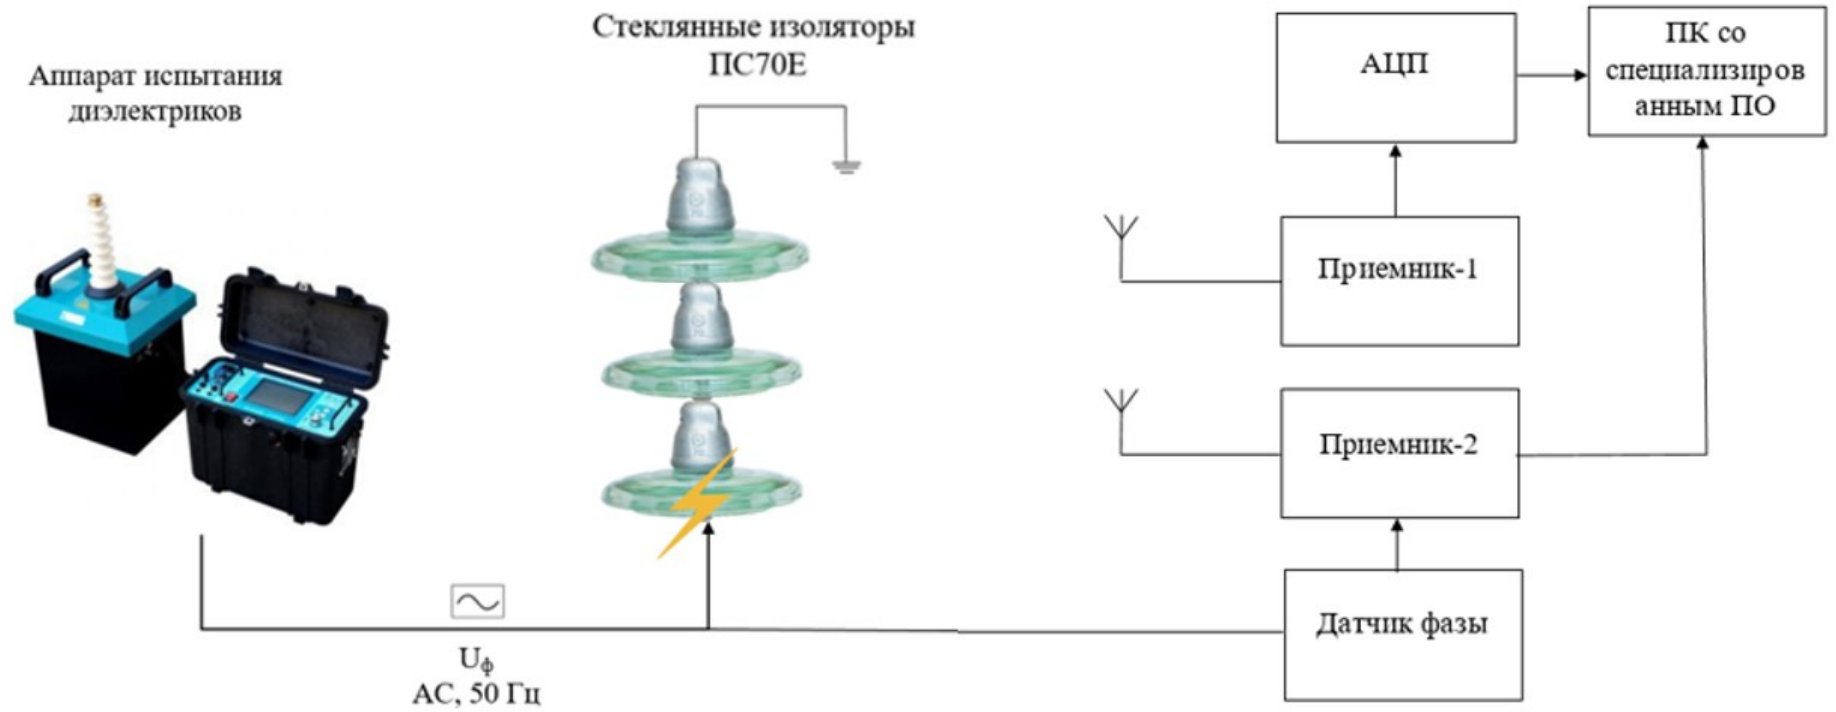 Аппарат испытания
диэлектриков
Стеклянные изоляторы
ПС70Е
АЦП
ПК со
специализиров
анным ПО
Приемник-1
Приемник-2
Датчик фазы
Uф
АС, 50 Гц